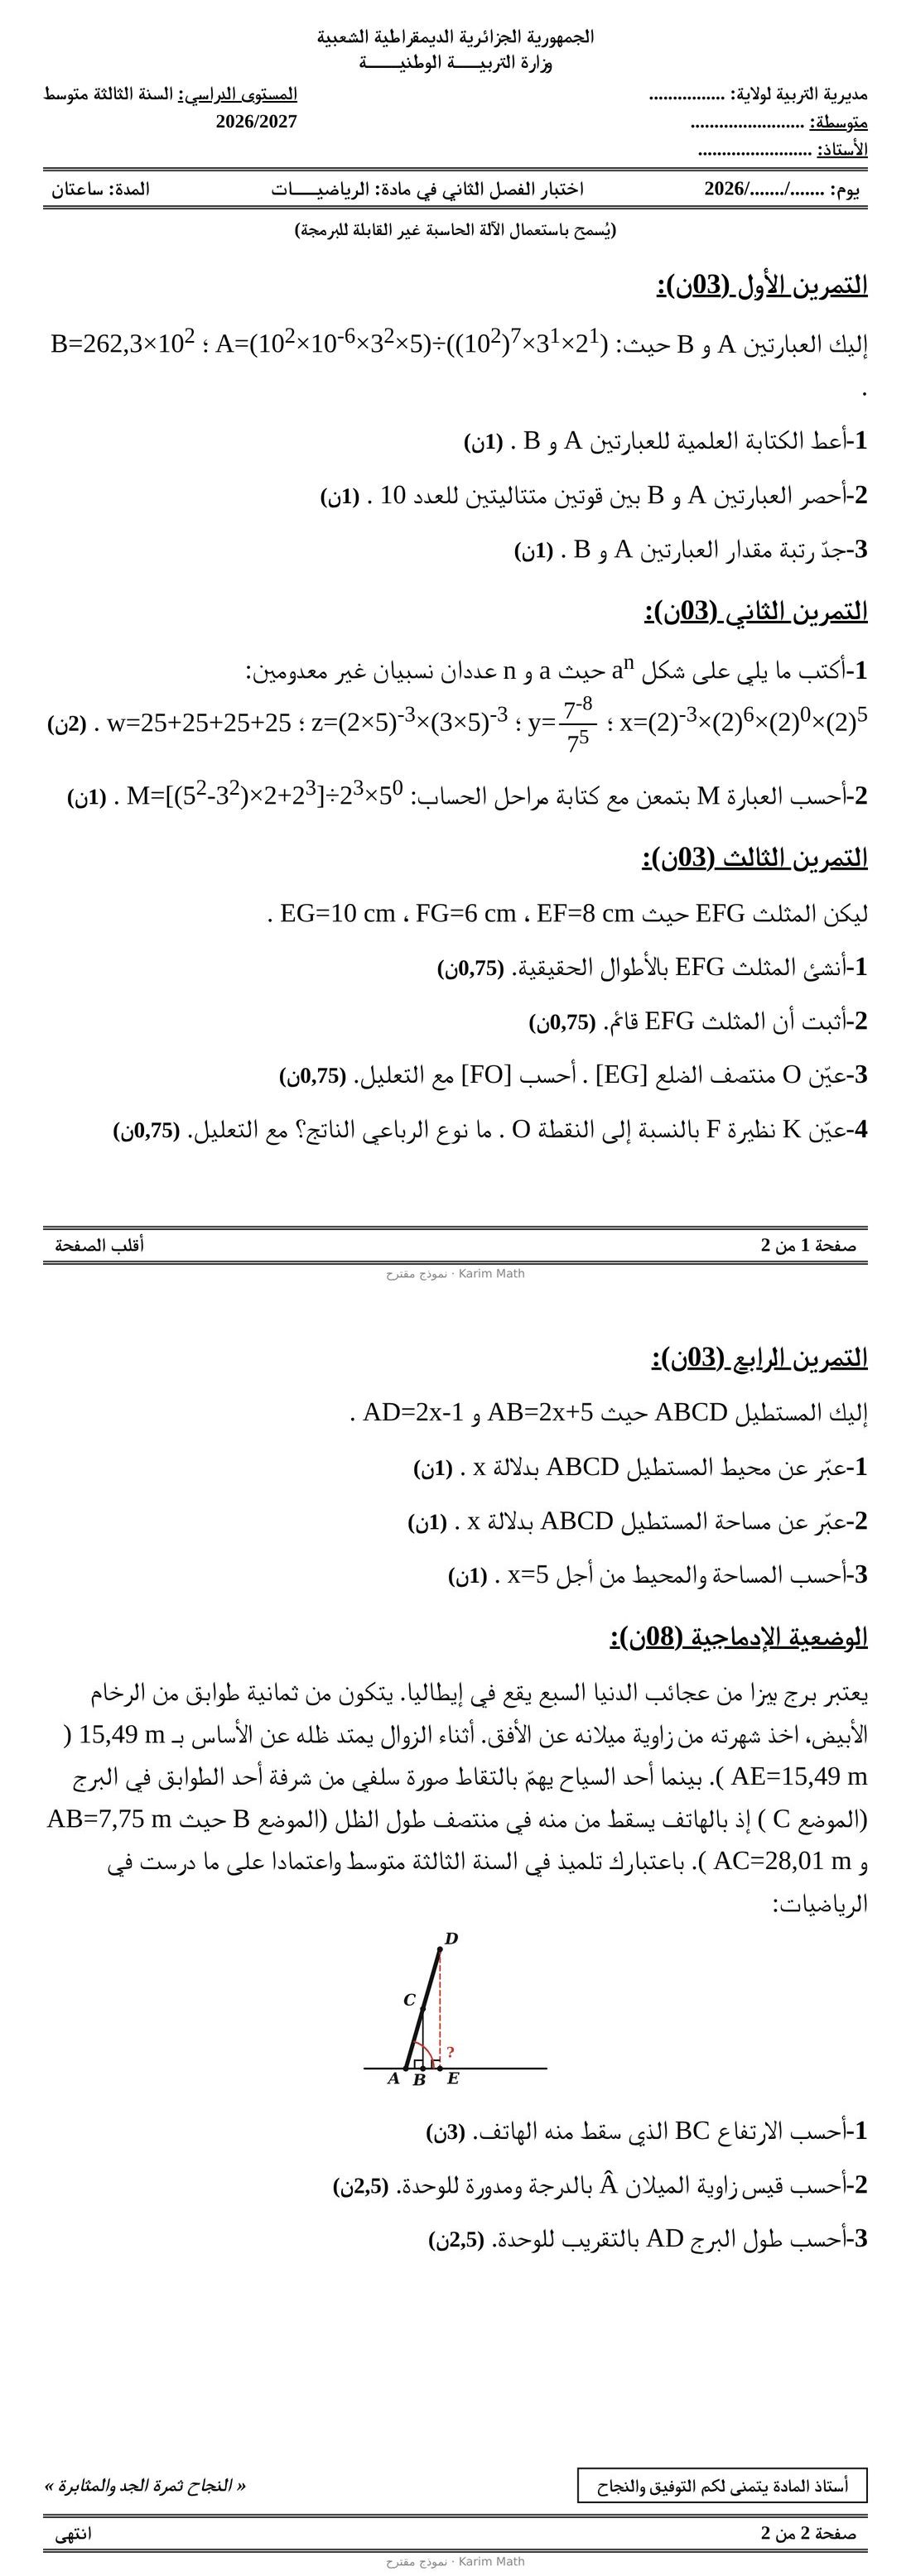 الجمهورية الجزائرية الديمقراطية الشعبية
وزارة التربيـــــة الوطنيـــــــة
مديرية التربية لولاية: ................
المستوى الدراسي: السنة الثالثة متوسط
متوسطة: ........................
2026/2027
الأستاذ: ........................
يوم: ......./......./2026
اختبار الفصل الثاني في مادة: الرياضيـــــات
المدة: ساعتان
(يُسمح باستعمال الآلة الحاسبة غير القابلة للبرمجة)
التمرين الأول (03ن):
إليك العبارتين A و B حيث: A=(10²×10⁻⁶×3²×5)÷((10²)⁷×3¹×2¹) ؛ B=262,3×10²
.
1-أعط الكتابة العلمية للعبارتين A و B . (1ن)
2-أحصر العبارتين A و B بين قوتين متتاليتين للعدد 10 . (1ن)
3-جدّ رتبة مقدار العبارتين A و B . (1ن)
التمرين الثاني (03ن):
1-أكتب ما يلي على شكل aⁿ حيث a و n عددان نسبيان غير معدومين:
x=(2)⁻³×(2)⁶×(2)⁰×(2)⁵ ؛ y=7⁻⁸/7⁵ ؛ z=(2×5)⁻³×(3×5)⁻³ ؛ w=25+25+25+25 . (2ن)
2-أحسب العبارة M بتمعن مع كتابة مراحل الحساب: M=[(5²-3²)×2+2³]÷2³×5⁰ . (1ن)
التمرين الثالث (03ن):
ليكن المثلث EFG حيث EF=8 cm ، FG=6 cm ، EG=10 cm .
1-أنشئ المثلث EFG بالأطوال الحقيقية. (0,75ن)
2-أثبت أن المثلث EFG قائم. (0,75ن)
3-عيّن O منتصف الضلع [EG] . أحسب [FO] مع التعليل. (0,75ن)
4-عيّن K نظيرة F بالنسبة إلى النقطة O . ما نوع الرباعي الناتج؟ مع التعليل. (0,75ن)
صفحة 1 من 2
أقلب الصفحة
نموذج مقترح · Karim Math
التمرين الرابع (03ن):
إليك المستطيل ABCD حيث AB=2x+5 و AD=2x-1 .
1-عبّر عن محيط المستطيل ABCD بدلالة x . (1ن)
2-عبّر عن مساحة المستطيل ABCD بدلالة x . (1ن)
3-أحسب المساحة والمحيط من أجل x=5 . (1ن)
الوضعية الإدماجية (08ن):
يعتبر برج بيزا من عجائب الدنيا السبع يقع في إيطاليا. يتكون من ثمانية طوابق من الرخام
الأبيض، اخذ شهرته من زاوية ميلانه عن الأفق. أثناء الزوال يمتد ظله عن الأساس بـ 15,49 m (
AE=15,49 m ). بينما أحد السياح يهمّ بالتقاط صورة سلفي من شرفة أحد الطوابق في البرج
(الموضع C ) إذ بالهاتف يسقط من منه في منتصف طول الظل (الموضع B حيث AB=7,75 m
و AC=28,01 m ). باعتبارك تلميذ في السنة الثالثة متوسط واعتمادا على ما درست في
الرياضيات:
D
C
?
A B E
1-أحسب الارتفاع BC الذي سقط منه الهاتف. (3ن)
2-أحسب قيس زاوية الميلان Â بالدرجة ومدورة للوحدة. (2,5ن)
3-أحسب طول البرج AD بالتقريب للوحدة. (2,5ن)
أستاذ المادة يتمنى لكم التوفيق والنجاح
« النجاح ثمرة الجد والمثابرة »
صفحة 2 من 2
انتهى
نموذج مقترح · Karim Math